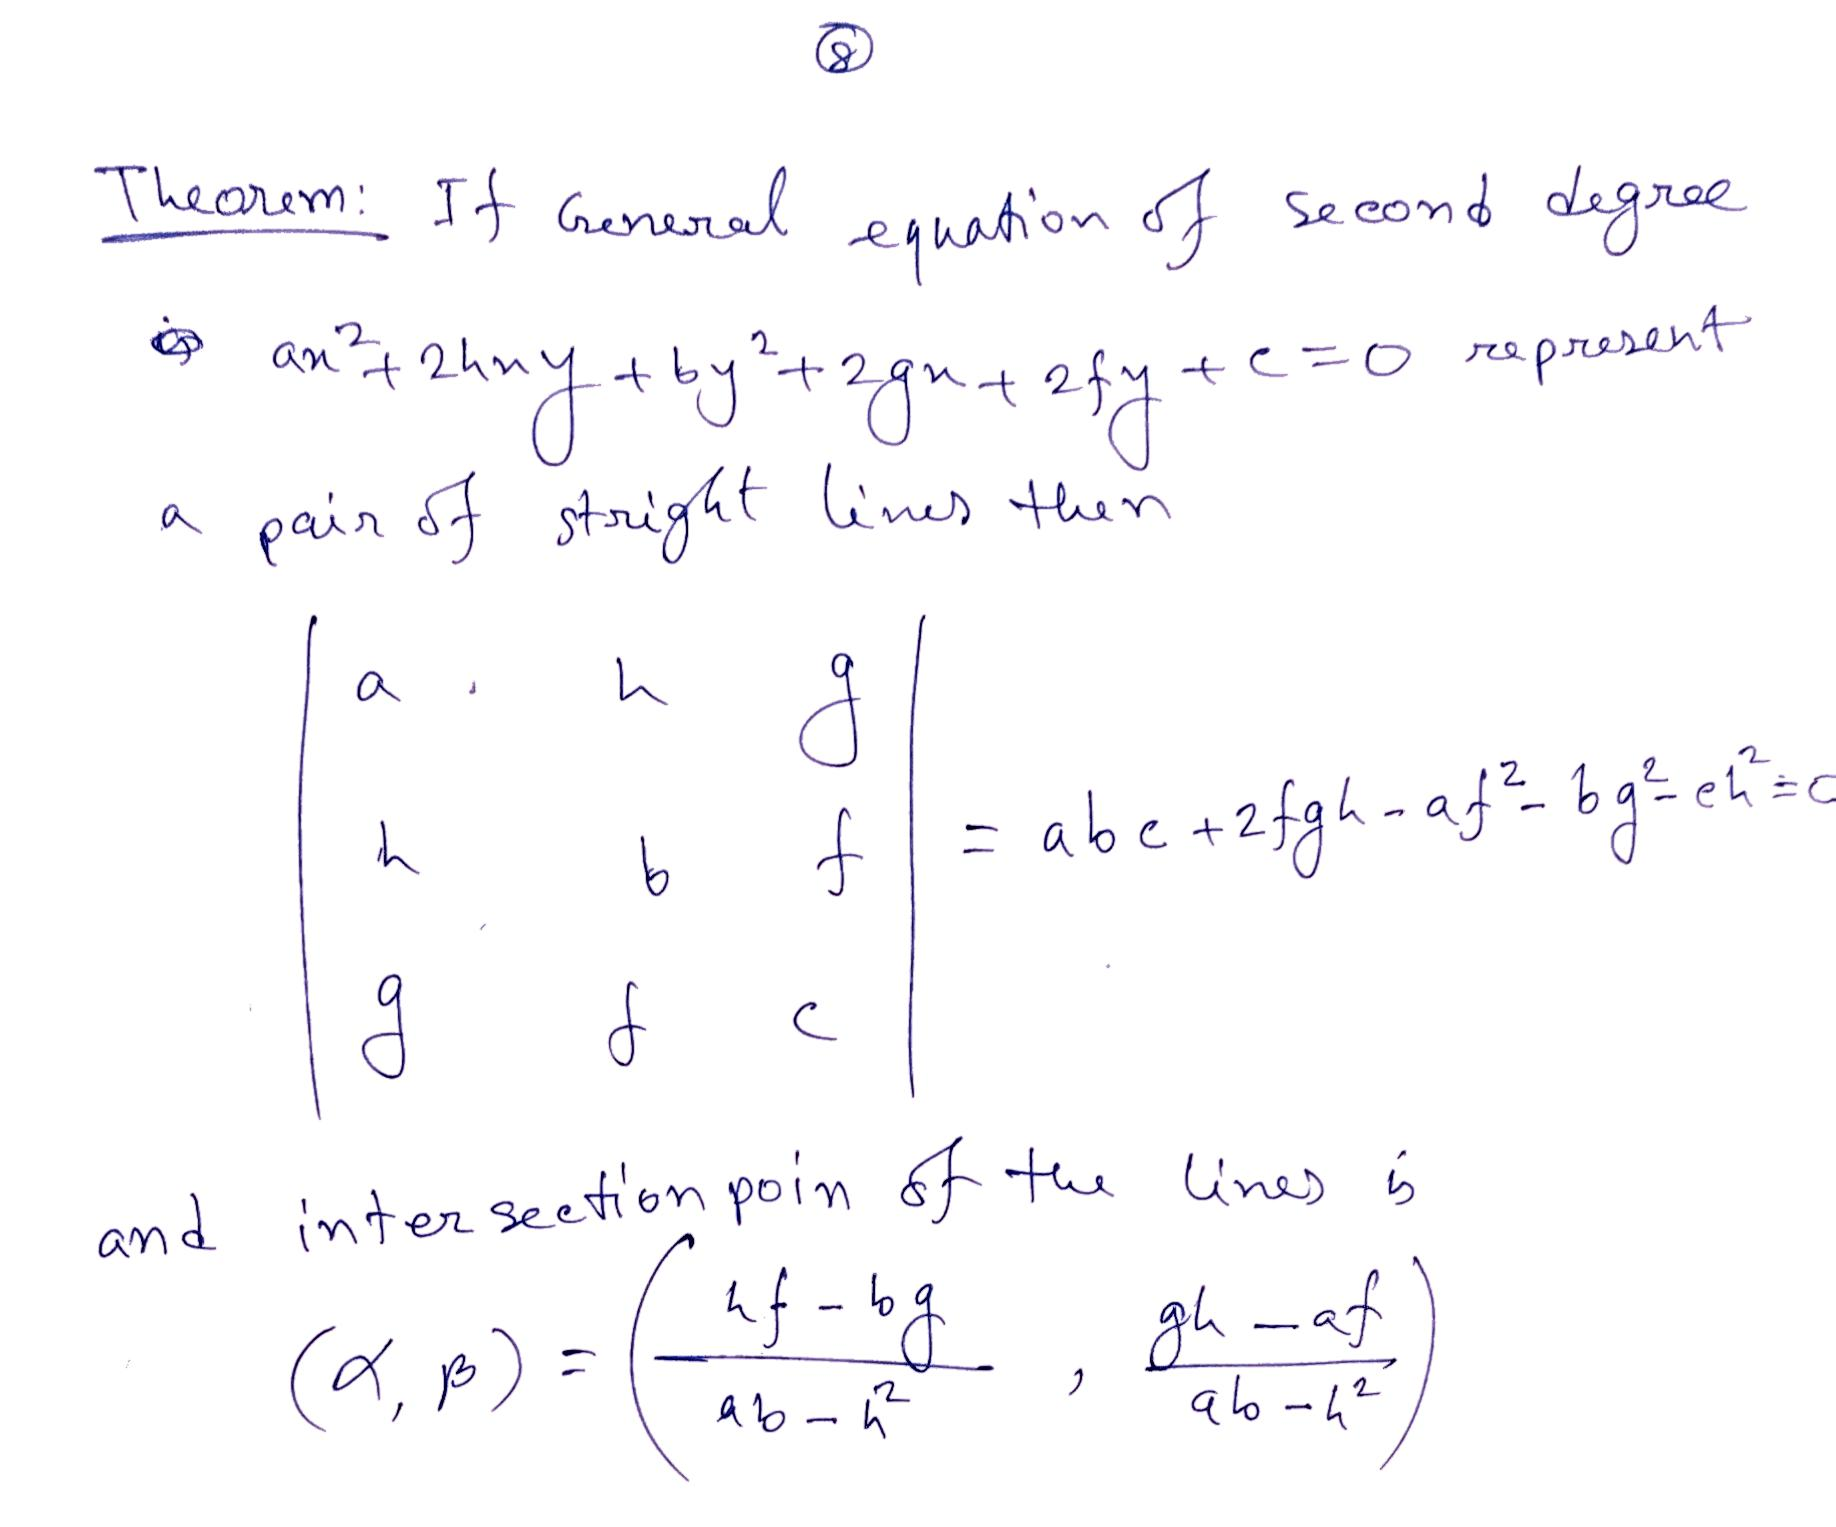 ⑧
Theorem: If General equation of second degree
is ax²+2hxy+by²+2gx+2fy+c=0 represent
a pair of stright lines then
| a h g |
| h b f | = abc+2fgh-af²-bg²-ch²=0
| g f c |
and intersection poin of the lines is
(α, β) = ( (hf-bg)/(ab-h²) , (gh-af)/(ab-h²) )